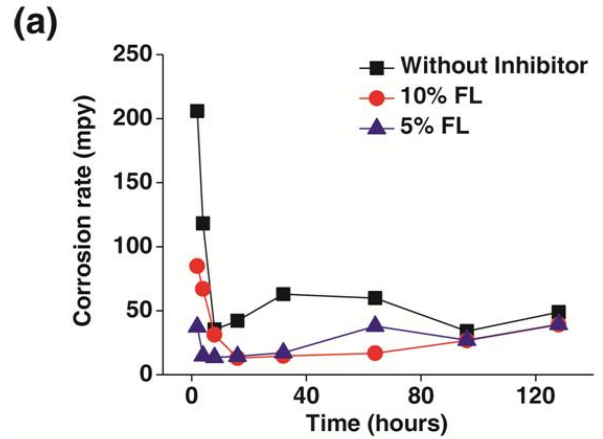 (a)
250
200
150
100
50
0
Corrosion rate (mpy)
Without Inhibitor
10% FL
5% FL
0 40 80 120
Time (hours)